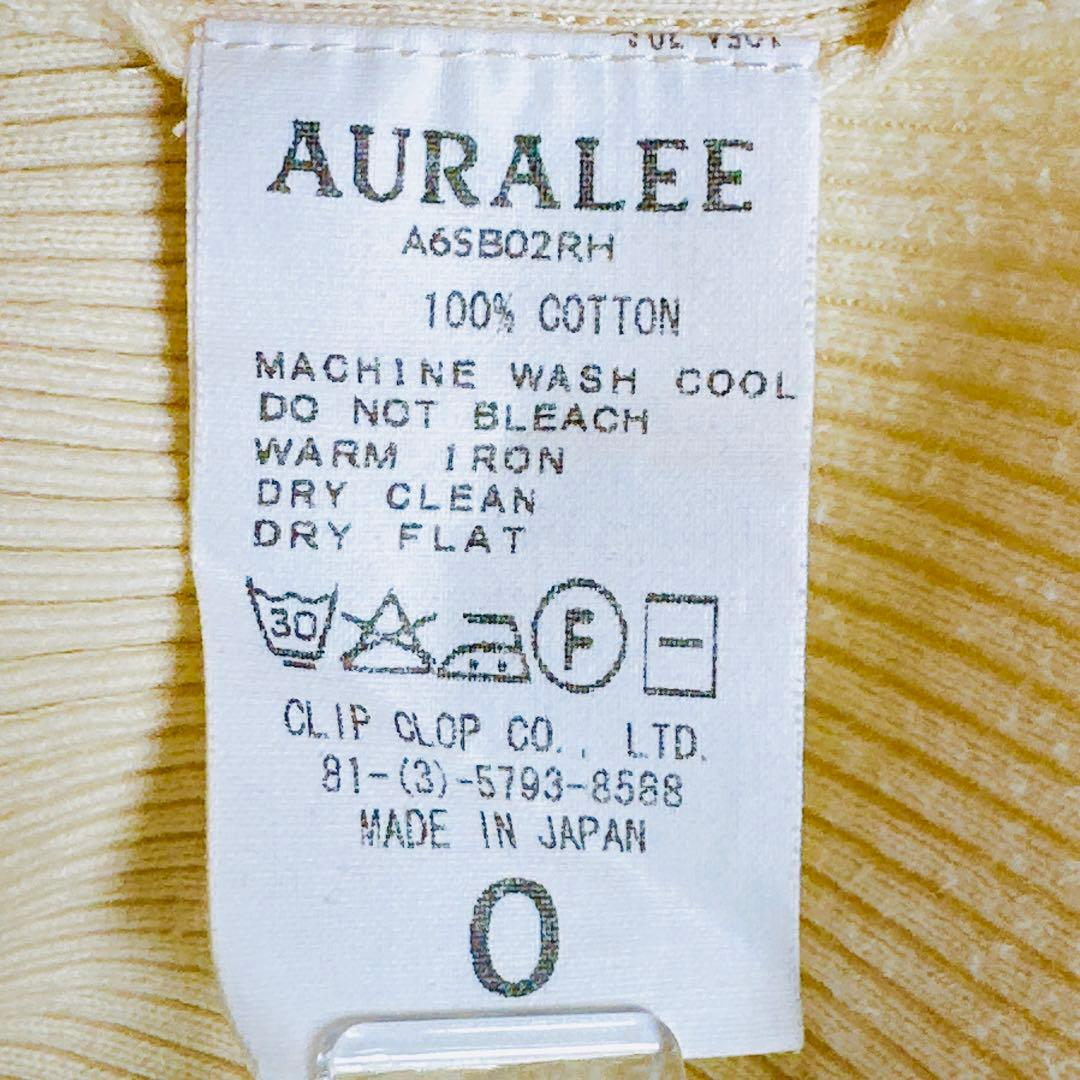 AURALEE
A6SB02RH
100% COTTON
MACHINE WASH COOL
DO NOT BLEACH
WARM IRON
DRY CLEAN
DRY FLAT
30 F
CLIP CLOP CO., LTD.
81-(3)-5793-8588
MADE IN JAPAN
0